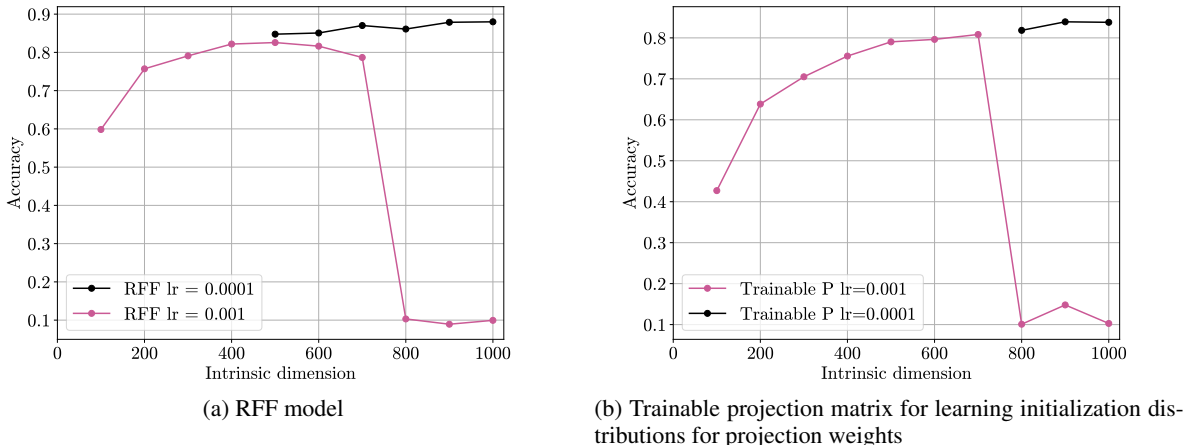 0.9
0.8
0.7
0.6
0.5
0.4
0.3
0.2
0.1
Accuracy
RFF lr = 0.0001
RFF lr = 0.001
0 200 400 600 800 1000
Intrinsic dimension
(a) RFF model
0.8
0.7
0.6
0.5
0.4
0.3
0.2
0.1
Accuracy
Trainable P lr=0.001
Trainable P lr=0.0001
0 200 400 600 800 1000
Intrinsic dimension
(b) Trainable projection matrix for learning initialization dis-
tributions for projection weights